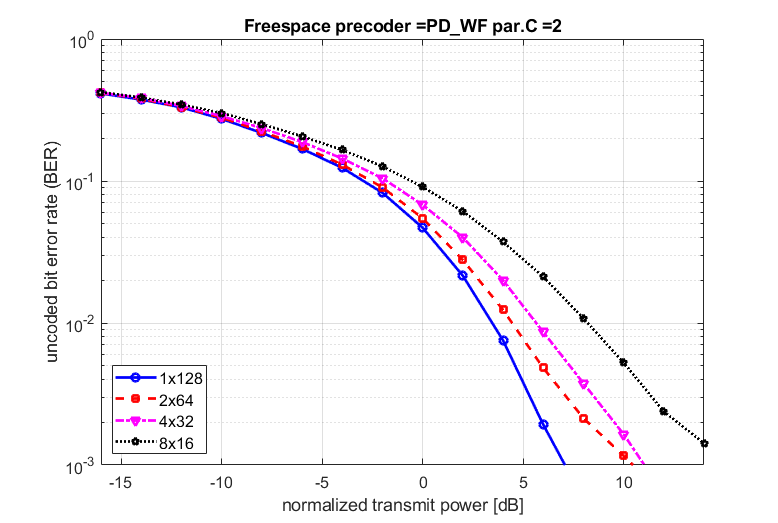 Freespace precoder =PD_WF par.C =2
uncoded bit error rate (BER)
10^0
10^-1
10^-2
10^-3
1x128
2x64
4x32
8x16
-15 -10 -5 0 5 10
normalized transmit power [dB]